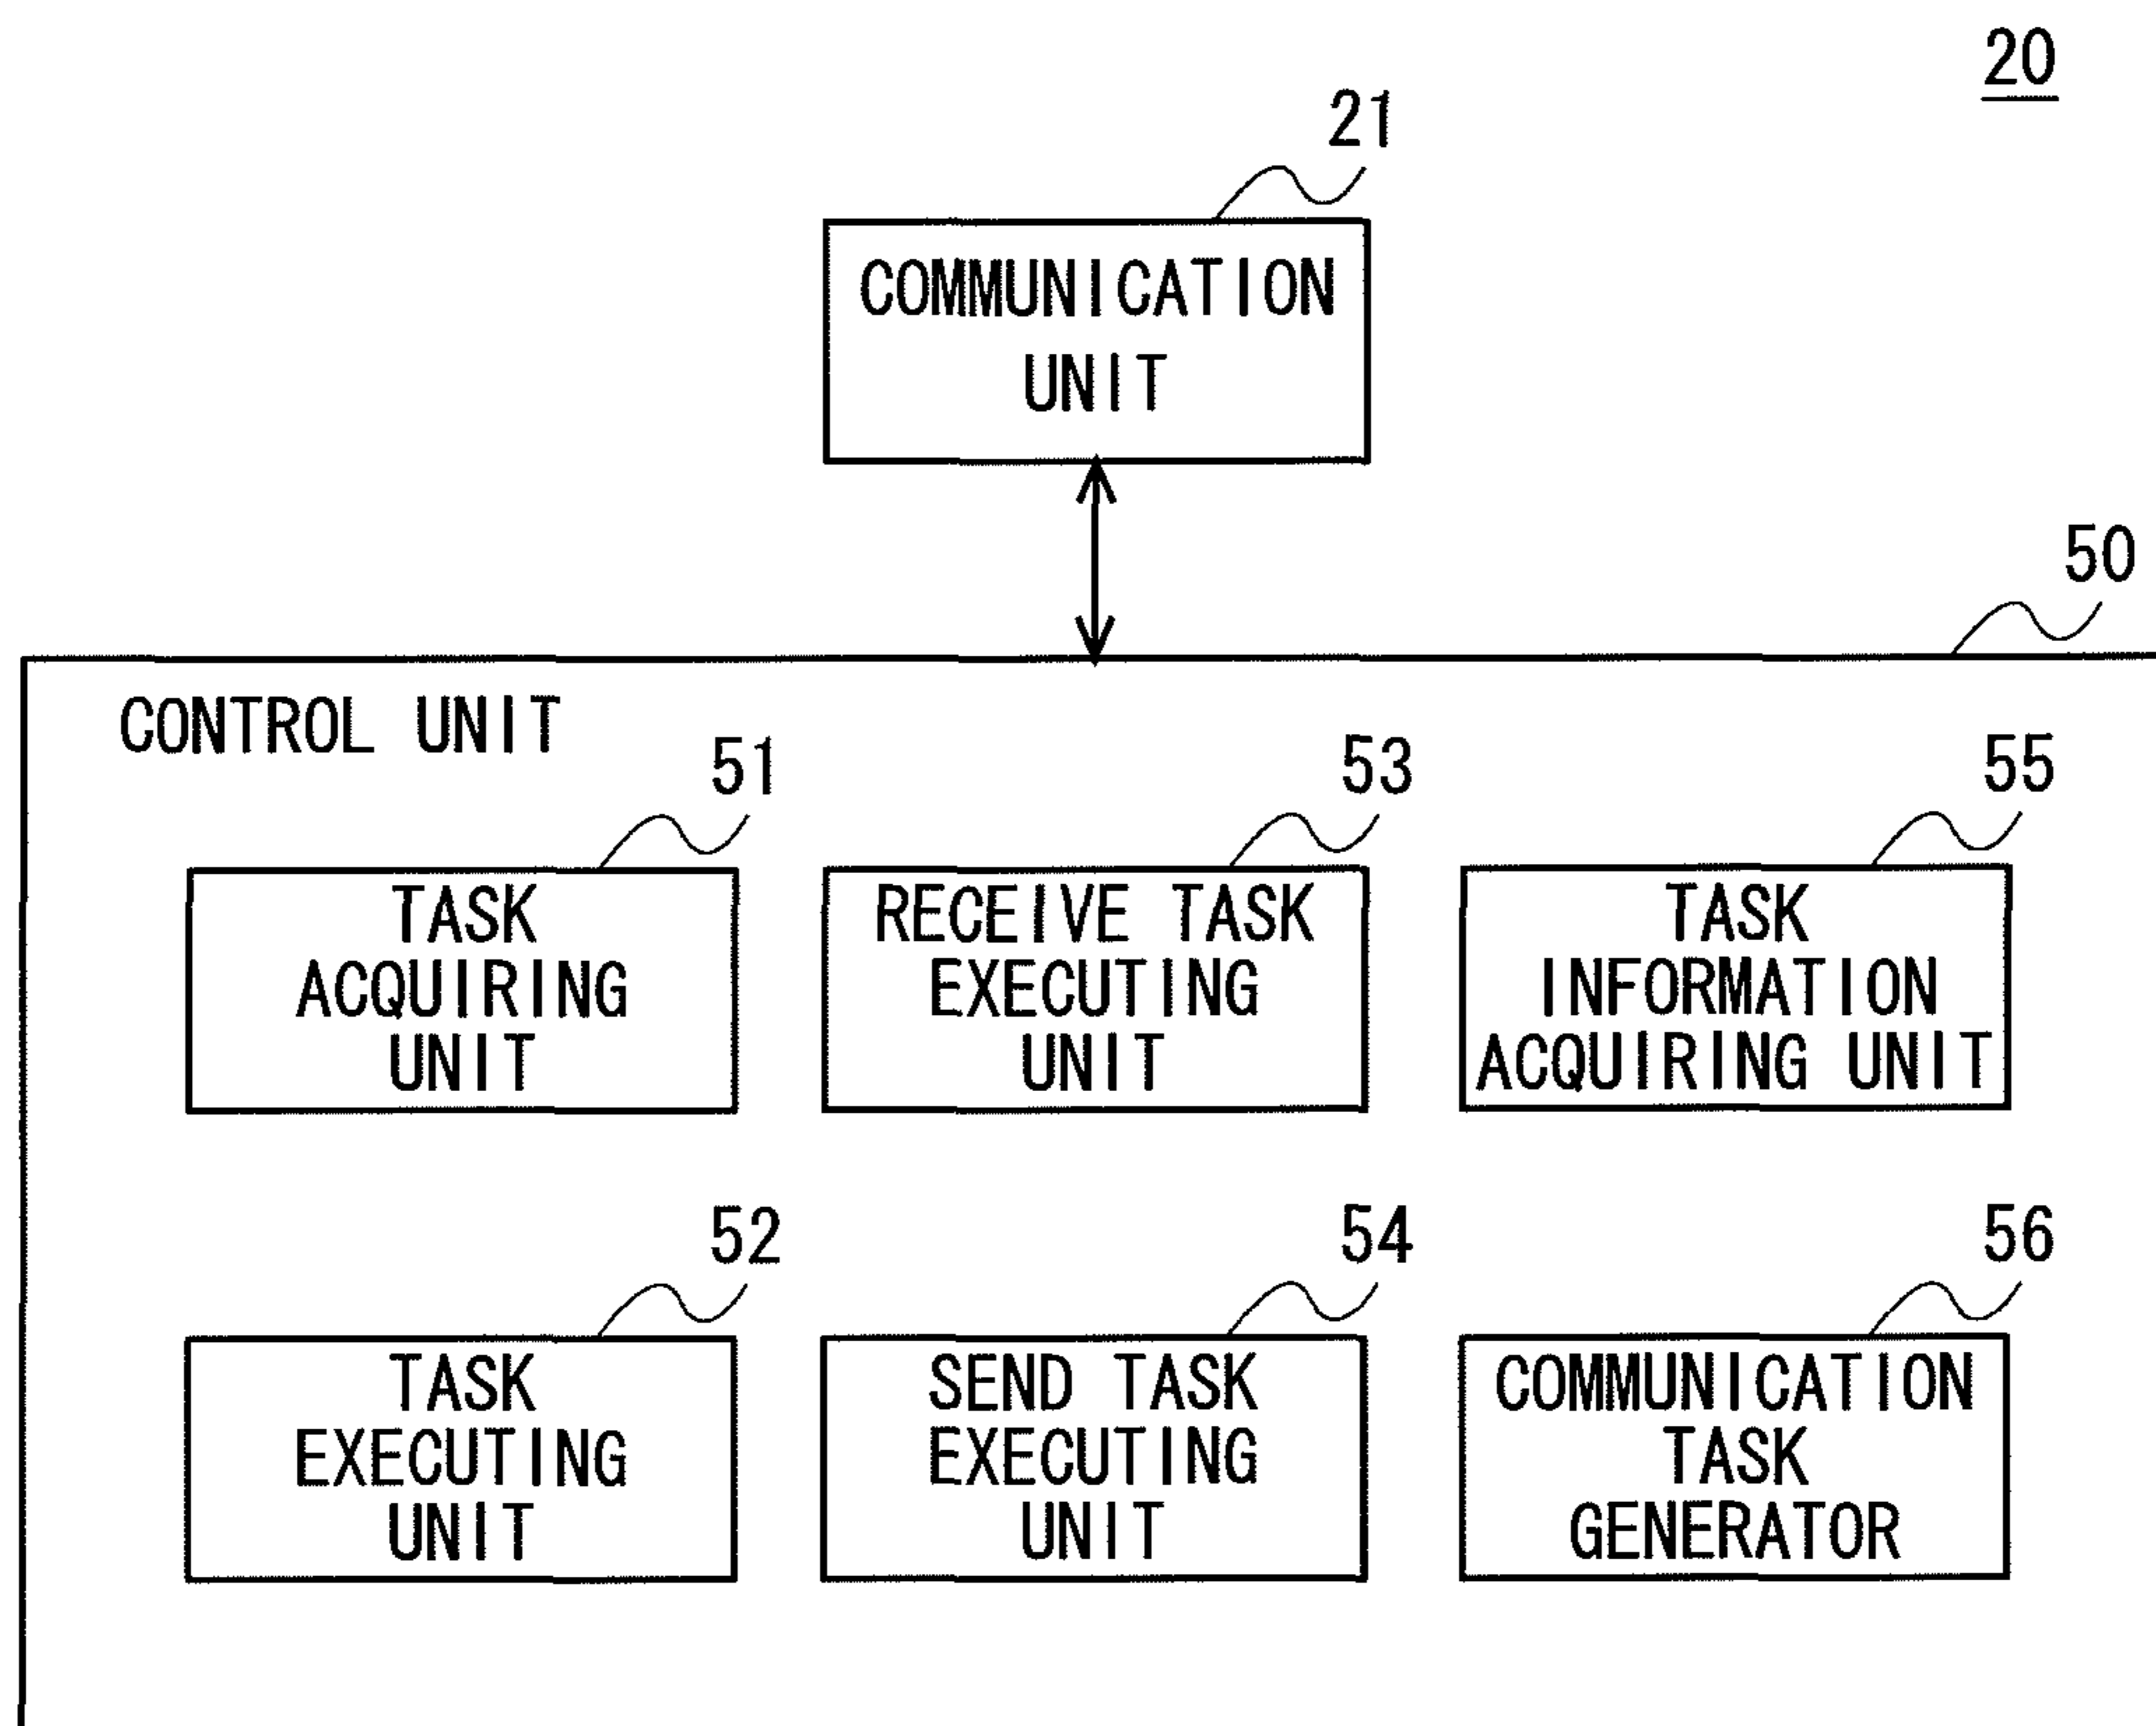 20
21
COMMUNICATION
UNIT
50
CONTROL UNIT
51
TASK
ACQUIRING
UNIT
53
RECEIVE TASK
EXECUTING
UNIT
55
TASK
INFORMATION
ACQUIRING UNIT
52
TASK
EXECUTING
UNIT
54
SEND TASK
EXECUTING
UNIT
56
COMMUNICATION
TASK
GENERATOR